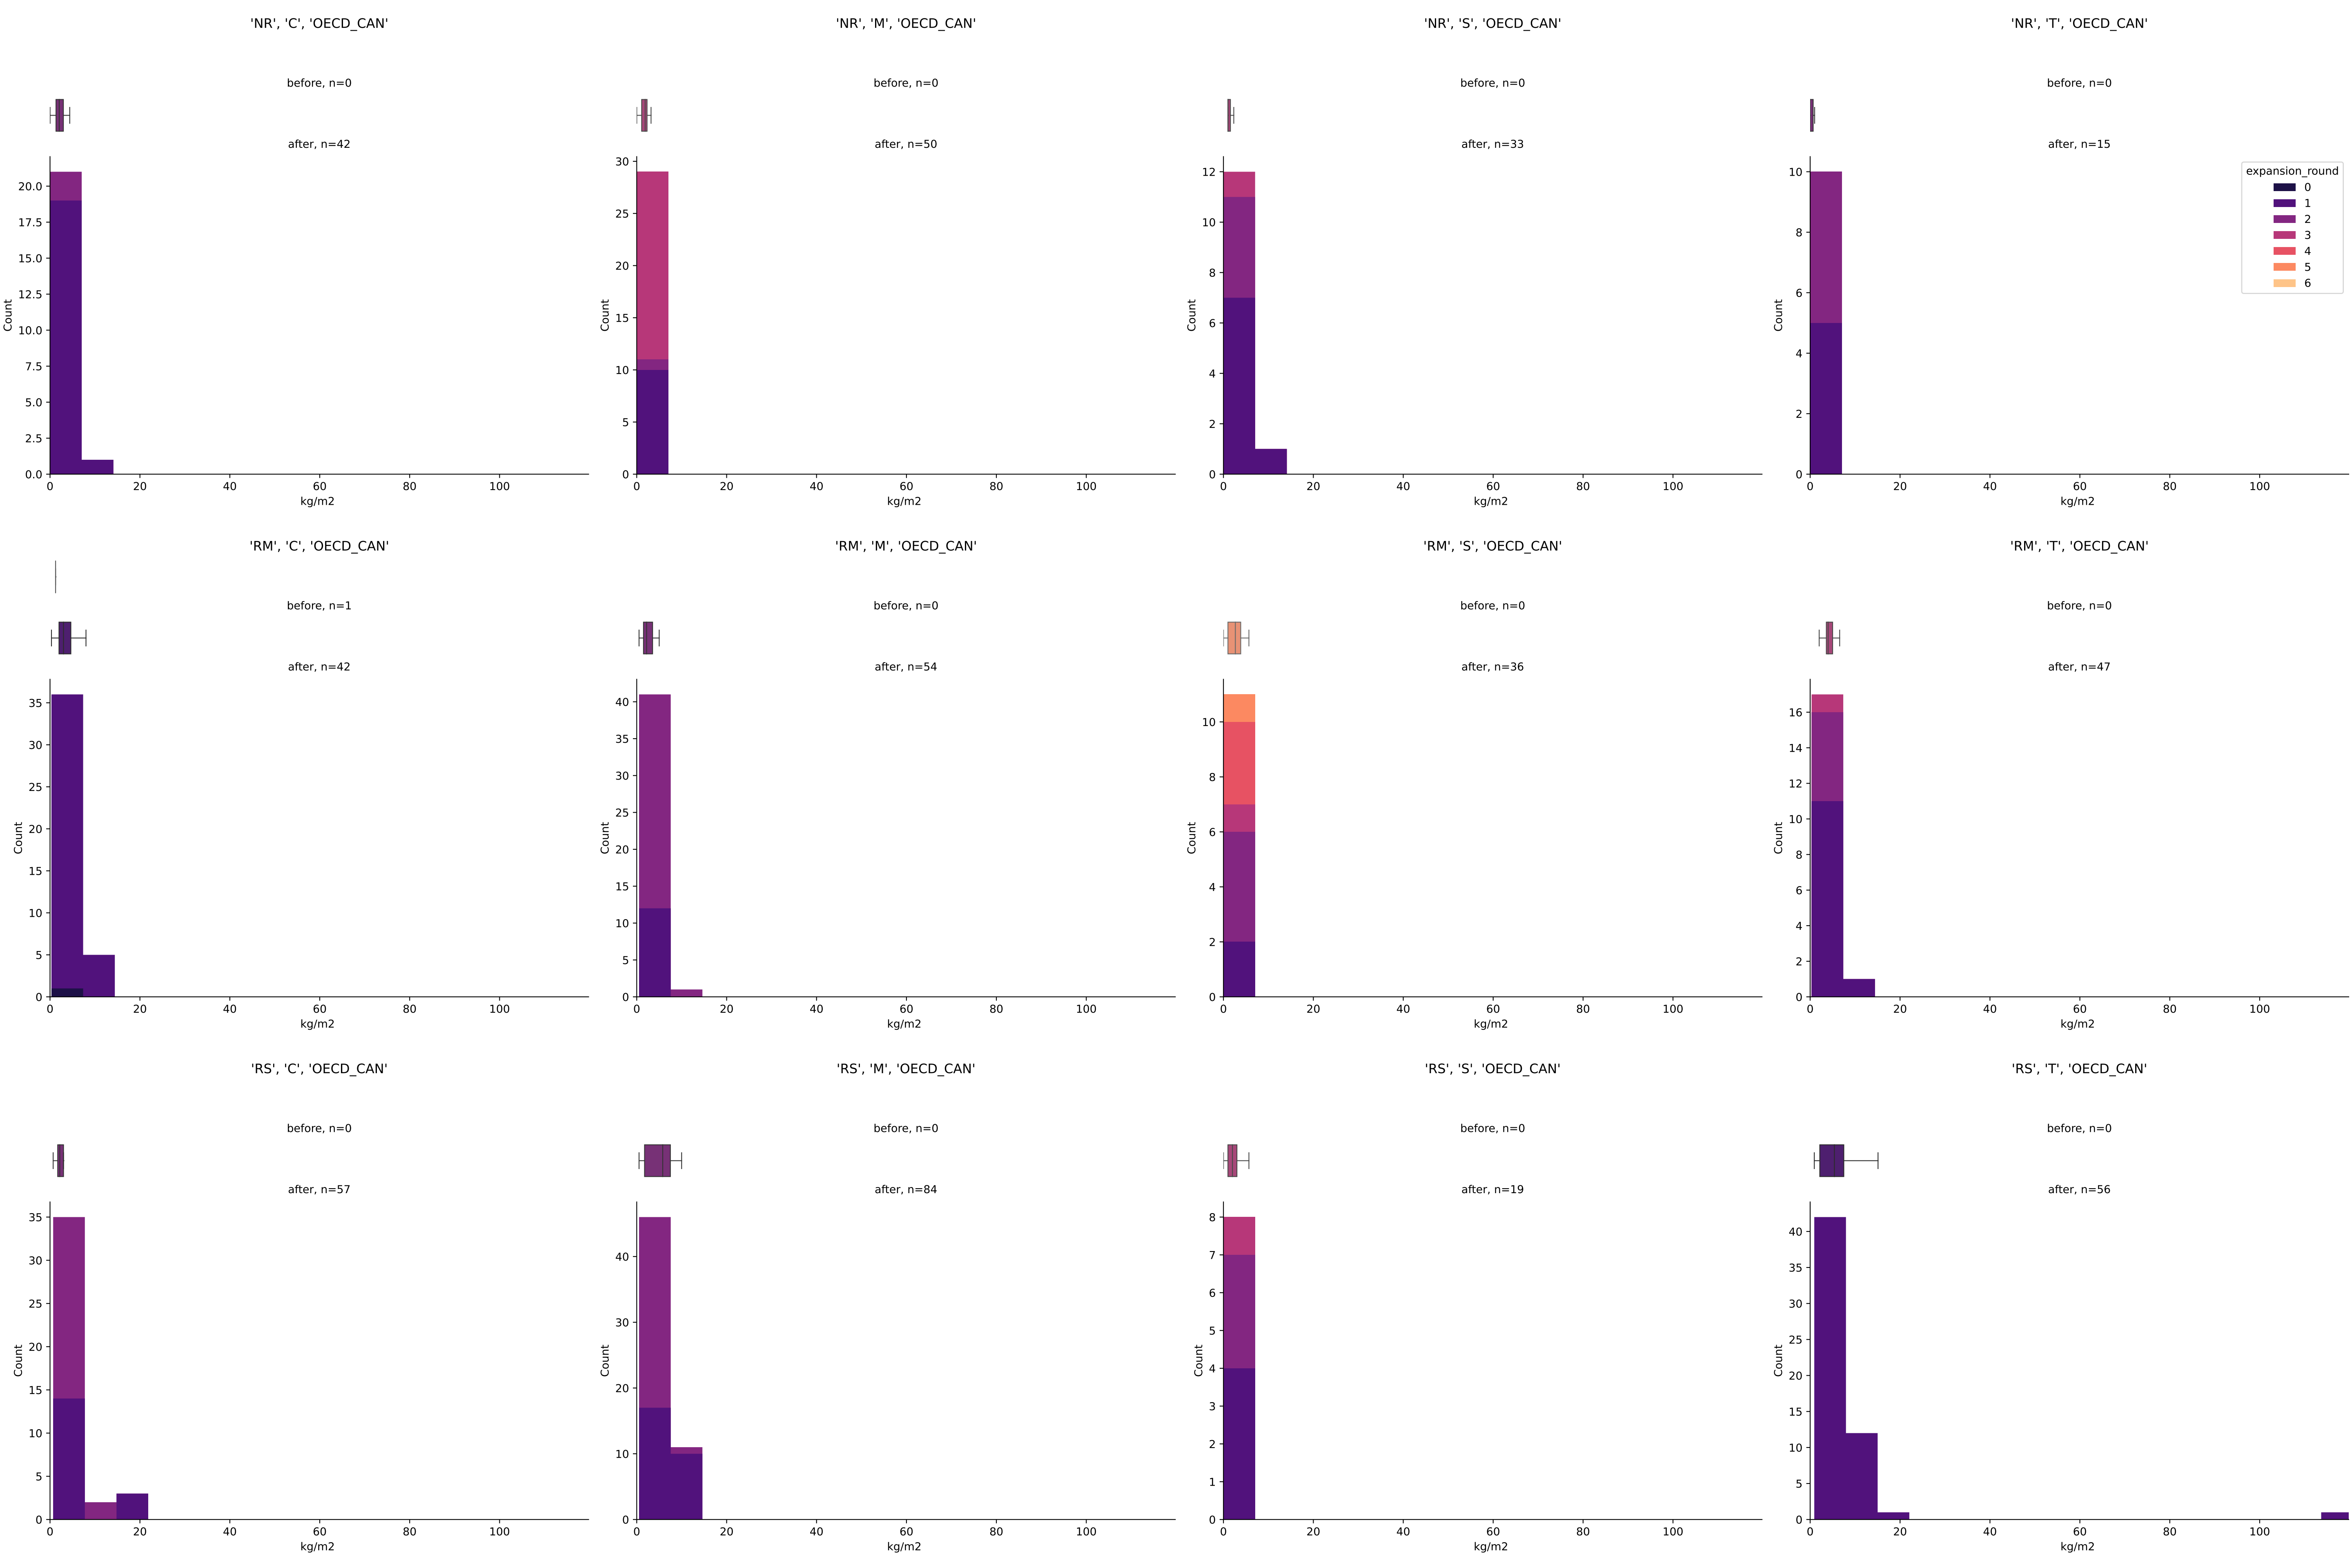 'NR', 'C', 'OECD_CAN'
before, n=0
after, n=42
Count
20.0
17.5
15.0
12.5
10.0
7.5
5.0
2.5
0.0
0 20 40 60 80 100
kg/m2
'NR', 'M', 'OECD_CAN'
before, n=0
after, n=50
Count
30
25
20
15
10
5
0
0 20 40 60 80 100
kg/m2
'NR', 'S', 'OECD_CAN'
before, n=0
after, n=33
Count
12
10
8
6
4
2
0
0 20 40 60 80 100
kg/m2
'NR', 'T', 'OECD_CAN'
before, n=0
after, n=15
Count
10
8
6
4
2
0
0 20 40 60 80 100
kg/m2
expansion_round
0
1
2
3
4
5
6
'RM', 'C', 'OECD_CAN'
before, n=1
after, n=42
Count
35
30
25
20
15
10
5
0
0 20 40 60 80 100
kg/m2
'RM', 'M', 'OECD_CAN'
before, n=0
after, n=54
Count
40
35
30
25
20
15
10
5
0
0 20 40 60 80 100
kg/m2
'RM', 'S', 'OECD_CAN'
before, n=0
after, n=36
Count
10
8
6
4
2
0
0 20 40 60 80 100
kg/m2
'RM', 'T', 'OECD_CAN'
before, n=0
after, n=47
Count
16
14
12
10
8
6
4
2
0
0 20 40 60 80 100
kg/m2
'RS', 'C', 'OECD_CAN'
before, n=0
after, n=57
Count
35
30
25
20
15
10
5
0
0 20 40 60 80 100
kg/m2
'RS', 'M', 'OECD_CAN'
before, n=0
after, n=84
Count
40
30
20
10
0
0 20 40 60 80 100
kg/m2
'RS', 'S', 'OECD_CAN'
before, n=0
after, n=19
Count
8
7
6
5
4
3
2
1
0
0 20 40 60 80 100
kg/m2
'RS', 'T', 'OECD_CAN'
before, n=0
after, n=56
Count
40
35
30
25
20
15
10
5
0
0 20 40 60 80 100
kg/m2